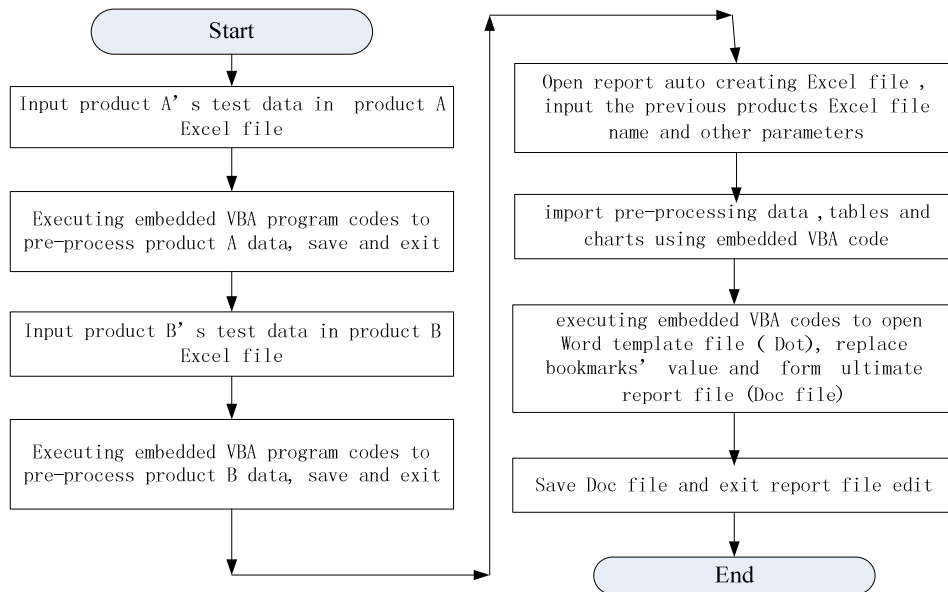 Start
Input product A's test data in product A
Excel file
Executing embedded VBA program codes to
pre-process product A data, save and exit
Input product B's test data in product B
Excel file
Executing embedded VBA program codes to
pre-process product B data, save and exit
Open report auto creating Excel file ,
input the previous products Excel file
name and other parameters
import pre-processing data ,tables and
charts using embedded VBA code
executing embedded VBA codes to open
Word template file ( Dot), replace
bookmarks' value and form ultimate
report file (Doc file)
Save Doc file and exit report file edit
End